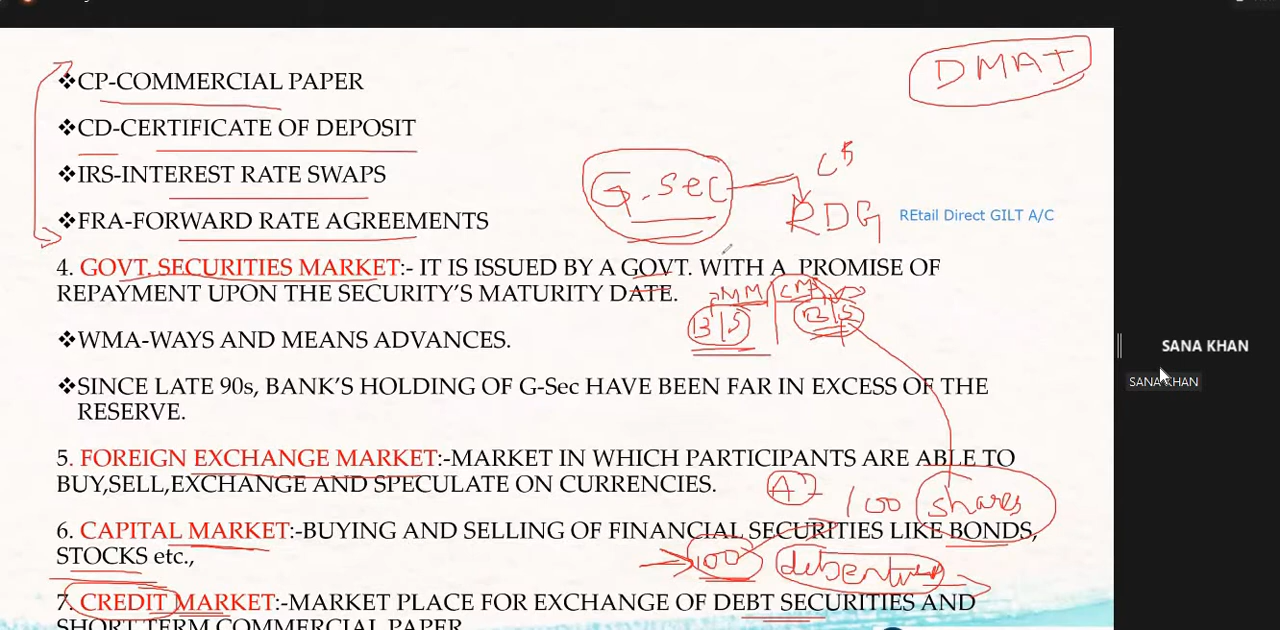 ❖CP-COMMERCIAL PAPER
DMAT
❖CD-CERTIFICATE OF DEPOSIT
❖IRS-INTEREST RATE SWAPS
G.Sec
RDG
REtail Direct GILT A/C
❖FRA-FORWARD RATE AGREEMENTS
4. GOVT. SECURITIES MARKET:- IT IS ISSUED BY A GOVT. WITH A PROMISE OF
REPAYMENT UPON THE SECURITY'S MATURITY DATE.
MM CM
B S
❖WMA-WAYS AND MEANS ADVANCES.
SANA KHAN
SANA KHAN
❖SINCE LATE 90s, BANK'S HOLDING OF G-Sec HAVE BEEN FAR IN EXCESS OF THE
RESERVE.
5. FOREIGN EXCHANGE MARKET:-MARKET IN WHICH PARTICIPANTS ARE ABLE TO
BUY,SELL,EXCHANGE AND SPECULATE ON CURRENCIES.
100 shares
6. CAPITAL MARKET:-BUYING AND SELLING OF FINANCIAL SECURITIES LIKE BONDS,
STOCKS etc.,
100 debenture
7. CREDIT MARKET:-MARKET PLACE FOR EXCHANGE OF DEBT SECURITIES AND
SHORT TERM COMMERCIAL PAPER